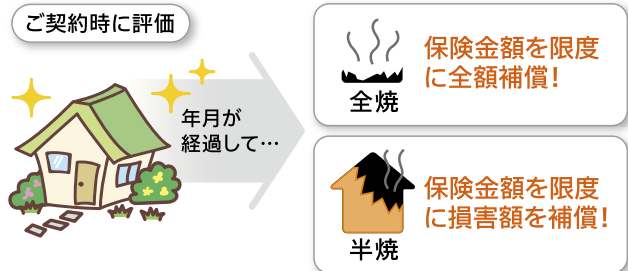 ご契約時に評価
年月が
経過して…
全焼
保険金額を限度
に全額補償!
半焼
保険金額を限度
に損害額を補償!